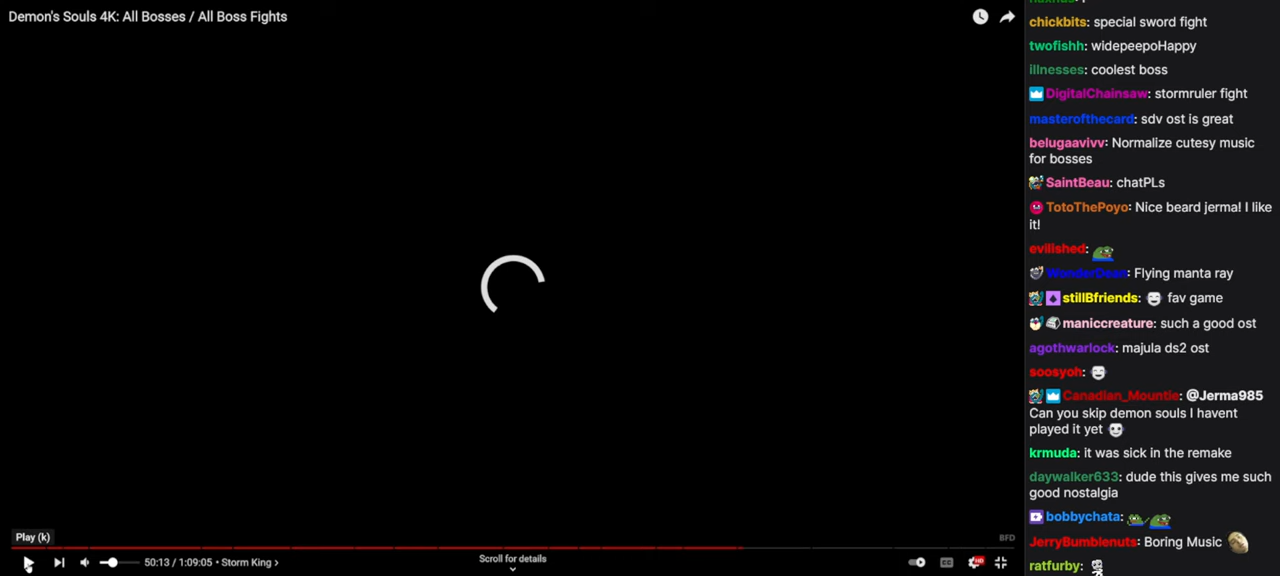 Demon's Souls 4K: All Bosses / All Boss Fights
Play (k)
BFD
50:13 / 1:09:05 • Storm King ›
Scroll for details
HD
chickbits: special sword fight
twofishh: widepeepoHappy
illnesses: coolest boss
DigitalChainsaw: stormruler fight
masterofthecard: sdv ost is great
belugaavivv: Normalize cutesy music
for bosses
SaintBeau: chatPLs
TotoThePoyo: Nice beard jerma! I like
it!
evilished:
WonderDean: Flying manta ray
stillBfriends: fav game
maniccreature: such a good ost
agothwarlock: majula ds2 ost
soosyoh:
Canadian_Mountie: @Jerma985
Can you skip demon souls I havent
played it yet
krmuda: it was sick in the remake
daywalker633: dude this gives me such
good nostalgia
bobbychata:
JerryBumblenuts: Boring Music
ratfurby: